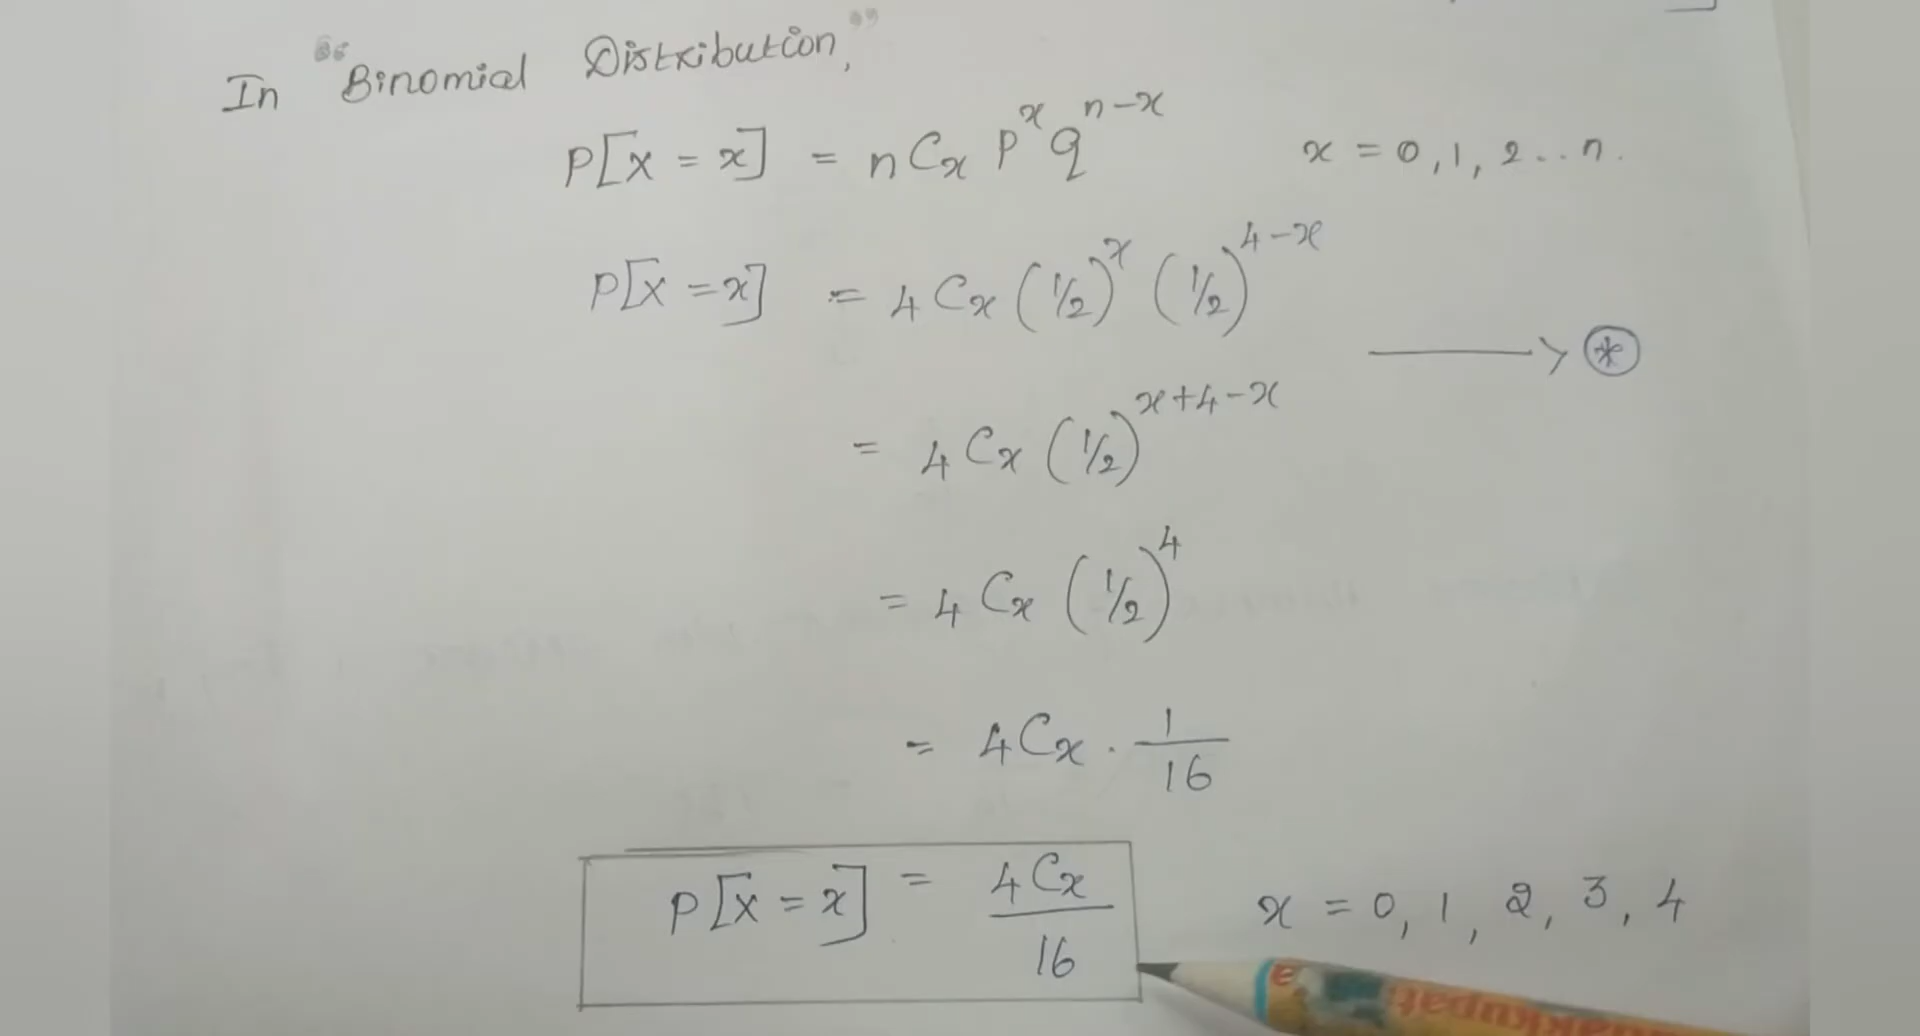 In "Binomial Distribution,"
P[X = x] = nCx p^x q^(n-x)    x = 0, 1, 2 .. n.
P[X = x] = 4Cx (1/2)^x (1/2)^(4-x) ⟶ ⊛
= 4Cx (1/2)^(x+4-x)
= 4Cx (1/2)^4
= 4Cx . 1/16
P[X = x] = 4Cx/16    x = 0, 1, 2, 3, 4